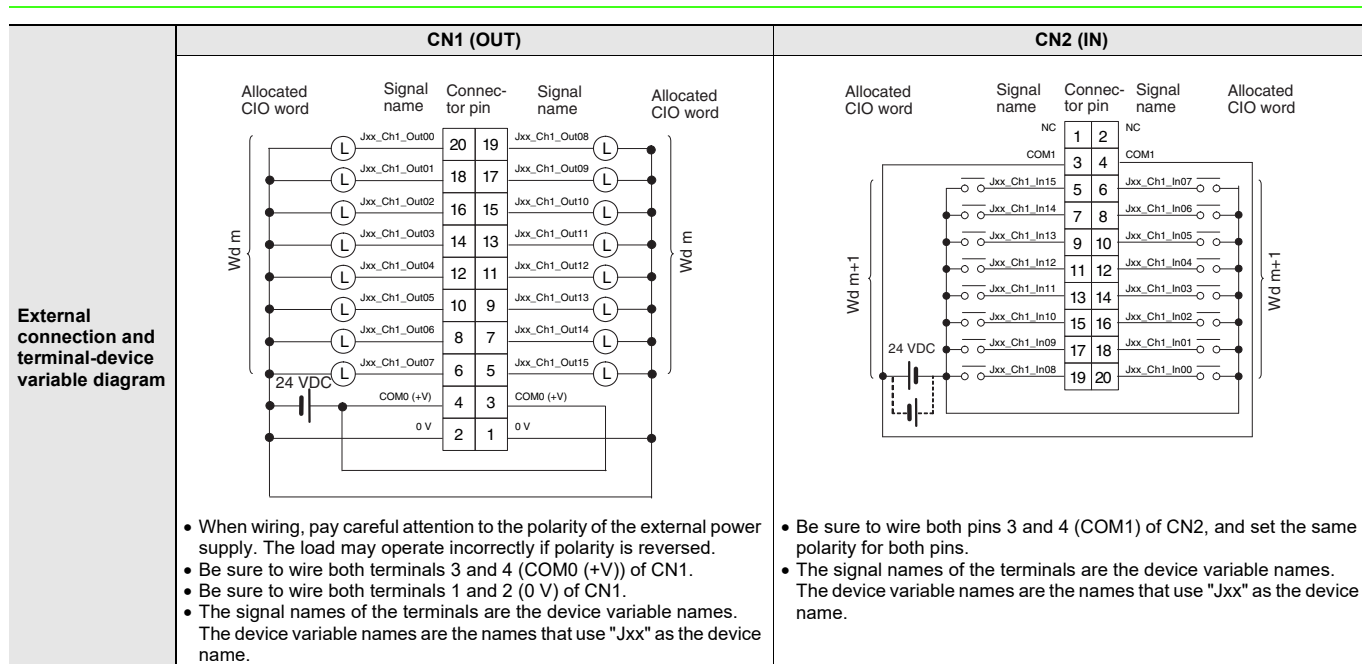 CN1 (OUT)
CN2 (IN)
External
connection and
terminal-device
variable diagram
Allocated
CIO word
Signal
name
Connec-
tor pin
Signal
name
Allocated
CIO word
Wd m
Jxx_Ch1_Out00 20 19 Jxx_Ch1_Out08
L L
Jxx_Ch1_Out01 18 17 Jxx_Ch1_Out09
L L
Jxx_Ch1_Out02 16 15 Jxx_Ch1_Out10
L L
Jxx_Ch1_Out03 14 13 Jxx_Ch1_Out11
L L
Jxx_Ch1_Out04 12 11 Jxx_Ch1_Out12
L L
Jxx_Ch1_Out05 10 9 Jxx_Ch1_Out13
L L
Jxx_Ch1_Out06 8 7 Jxx_Ch1_Out14
L L
Jxx_Ch1_Out07 6 5 Jxx_Ch1_Out15
L L
24 VDC
COM0 (+V) 4 3 COM0 (+V)
0 V 2 1 0 V
Wd m
• When wiring, pay careful attention to the polarity of the external power
supply. The load may operate incorrectly if polarity is reversed.
• Be sure to wire both terminals 3 and 4 (COM0 (+V)) of CN1.
• Be sure to wire both terminals 1 and 2 (0 V) of CN1.
• The signal names of the terminals are the device variable names.
The device variable names are the names that use "Jxx" as the device
name.
Allocated
CIO word
Signal
name
Connec-
tor pin
Signal
name
Allocated
CIO word
Wd m+1
NC 1 2 NC
COM1 3 4 COM1
Jxx_Ch1_In15 5 6 Jxx_Ch1_In07
Jxx_Ch1_In14 7 8 Jxx_Ch1_In06
Jxx_Ch1_In13 9 10 Jxx_Ch1_In05
Jxx_Ch1_In12 11 12 Jxx_Ch1_In04
Jxx_Ch1_In11 13 14 Jxx_Ch1_In03
Jxx_Ch1_In10 15 16 Jxx_Ch1_In02
24 VDC
Jxx_Ch1_In09 17 18 Jxx_Ch1_In01
Jxx_Ch1_In08 19 20 Jxx_Ch1_In00
Wd m+1
• Be sure to wire both pins 3 and 4 (COM1) of CN2, and set the same
polarity for both pins.
• The signal names of the terminals are the device variable names.
The device variable names are the names that use "Jxx" as the device
name.